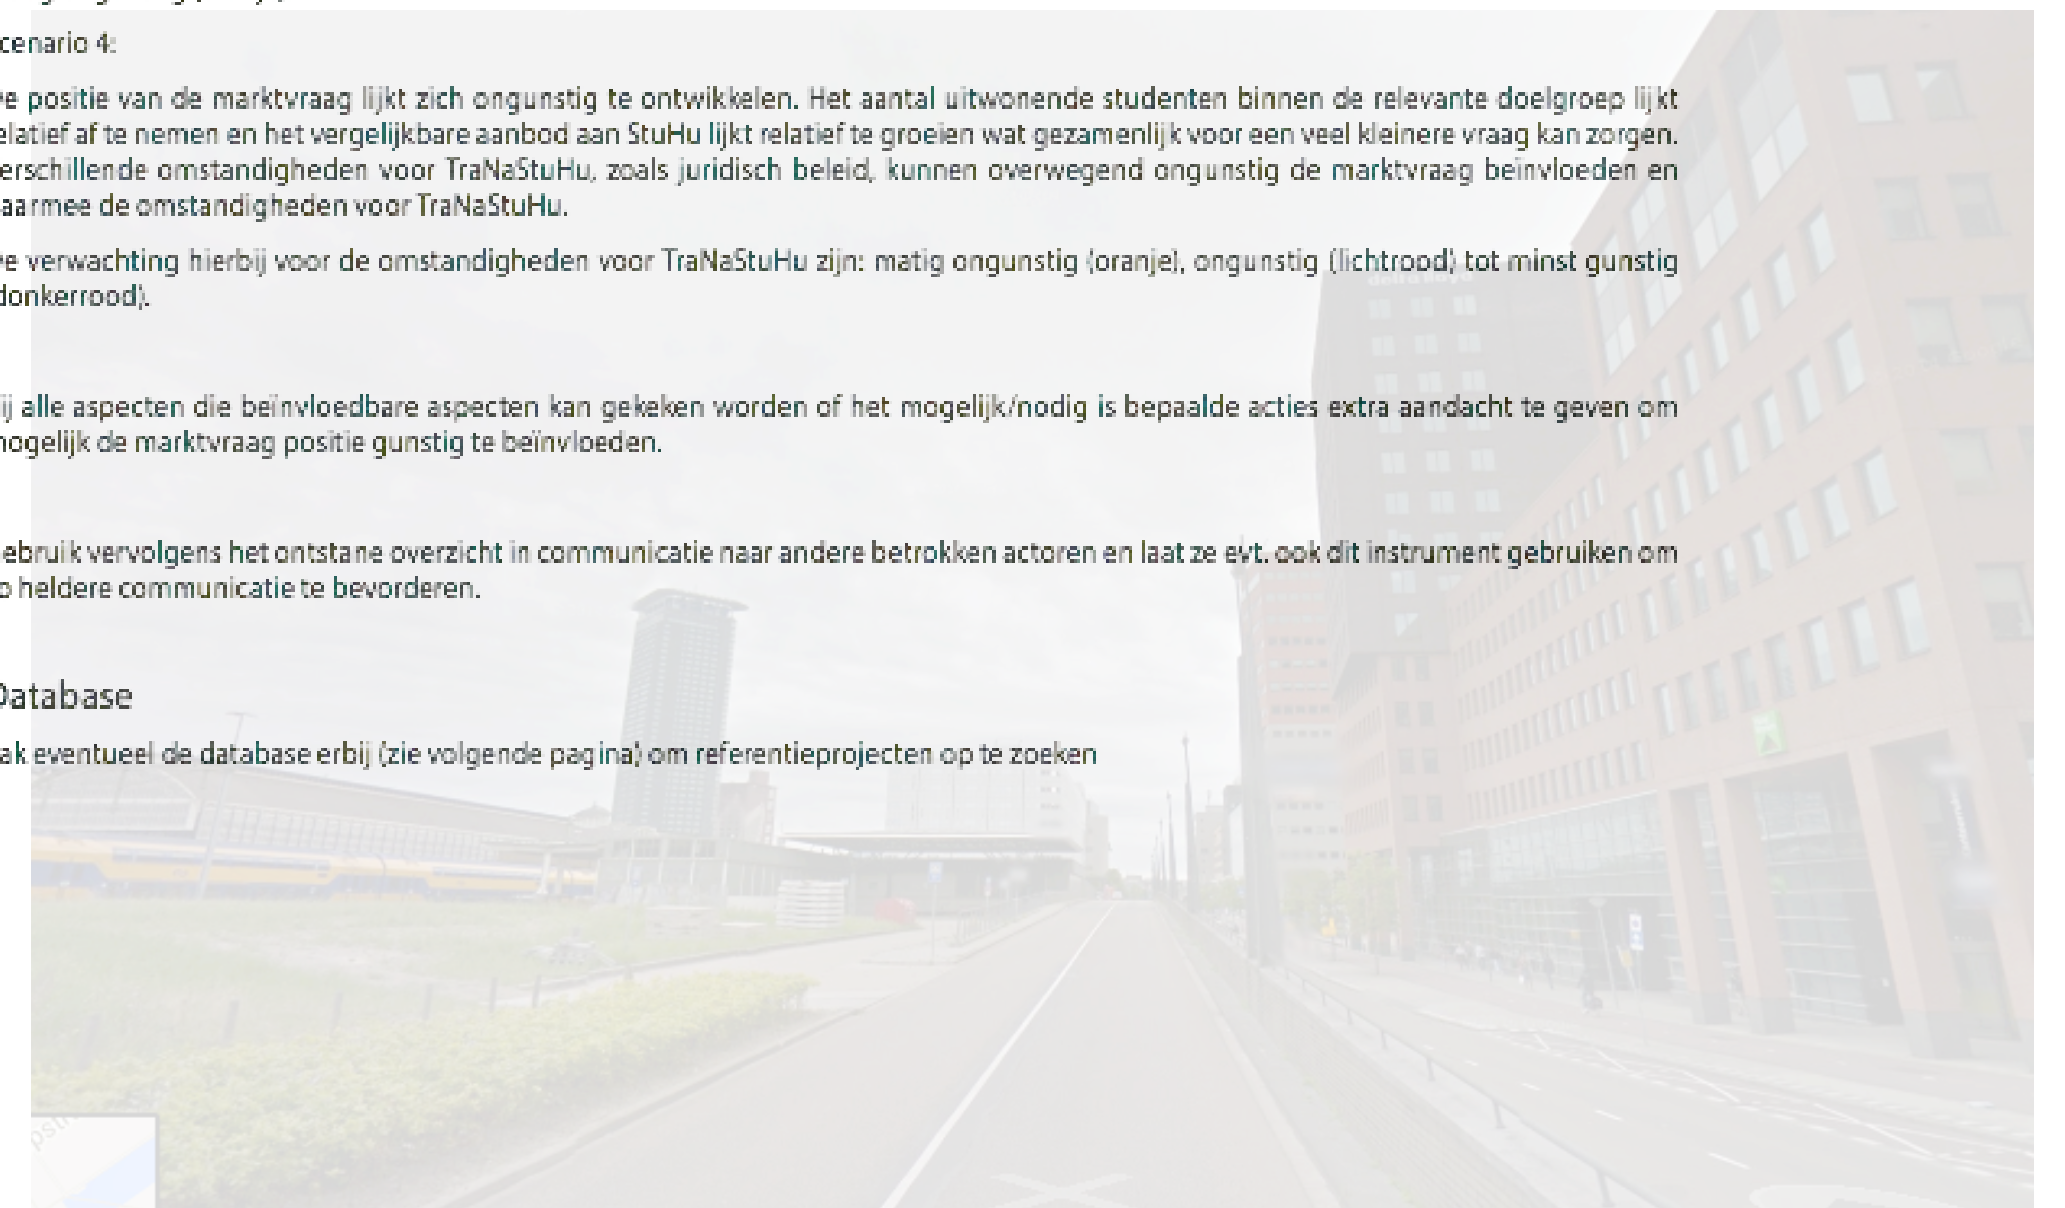 cenario 4:
e positie van de marktvraag lijkt zich ongunstig te ontwikkelen. Het aantal uitwonende studenten binnen de relevante doelgroep lijkt
elatief af te nemen en het vergelijkbare aanbod aan StuHu lijkt relatief te groeien wat gezamenlijk voor een veel kleinere vraag kan zorgen.
erschillende omstandigheden voor TraNaStuHu, zoals juridisch beleid, kunnen overwegend ongunstig de marktvraag beïnvloeden en
aarmee de omstandigheden voor TraNaStuHu.
e verwachting hierbij voor de omstandigheden voor TraNaStuHu zijn: matig ongunstig (oranje), ongunstig (lichtrood) tot minst gunstig
donkerrood).
ij alle aspecten die beïnvloedbare aspecten kan gekeken worden of het mogelijk/nodig is bepaalde acties extra aandacht te geven om
mogelijk de marktvraag positie gunstig te beïnvloeden.
ebruik vervolgens het ontstane overzicht in communicatie naar andere betrokken actoren en laat ze evt. ook dit instrument gebruiken om
o heldere communicatie te bevorderen.
Database
ak eventueel de database erbij (zie volgende pagina) om referentieprojecten op te zoeken